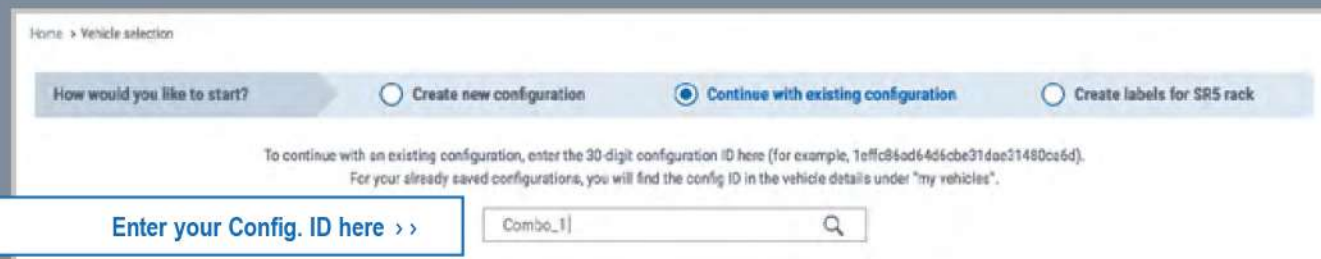 Home > Vehicle selection
How would you like to start? Create new configuration Continue with existing configuration Create labels for SR5 rack
To continue with an existing configuration, enter the 30-digit configuration ID here (for example, 1effc86ad64d6cbe31dae31480ce6d).
For your already saved configurations, you will find the config ID in the vehicle details under "my vehicles".
Enter your Config. ID here >> Combo_1